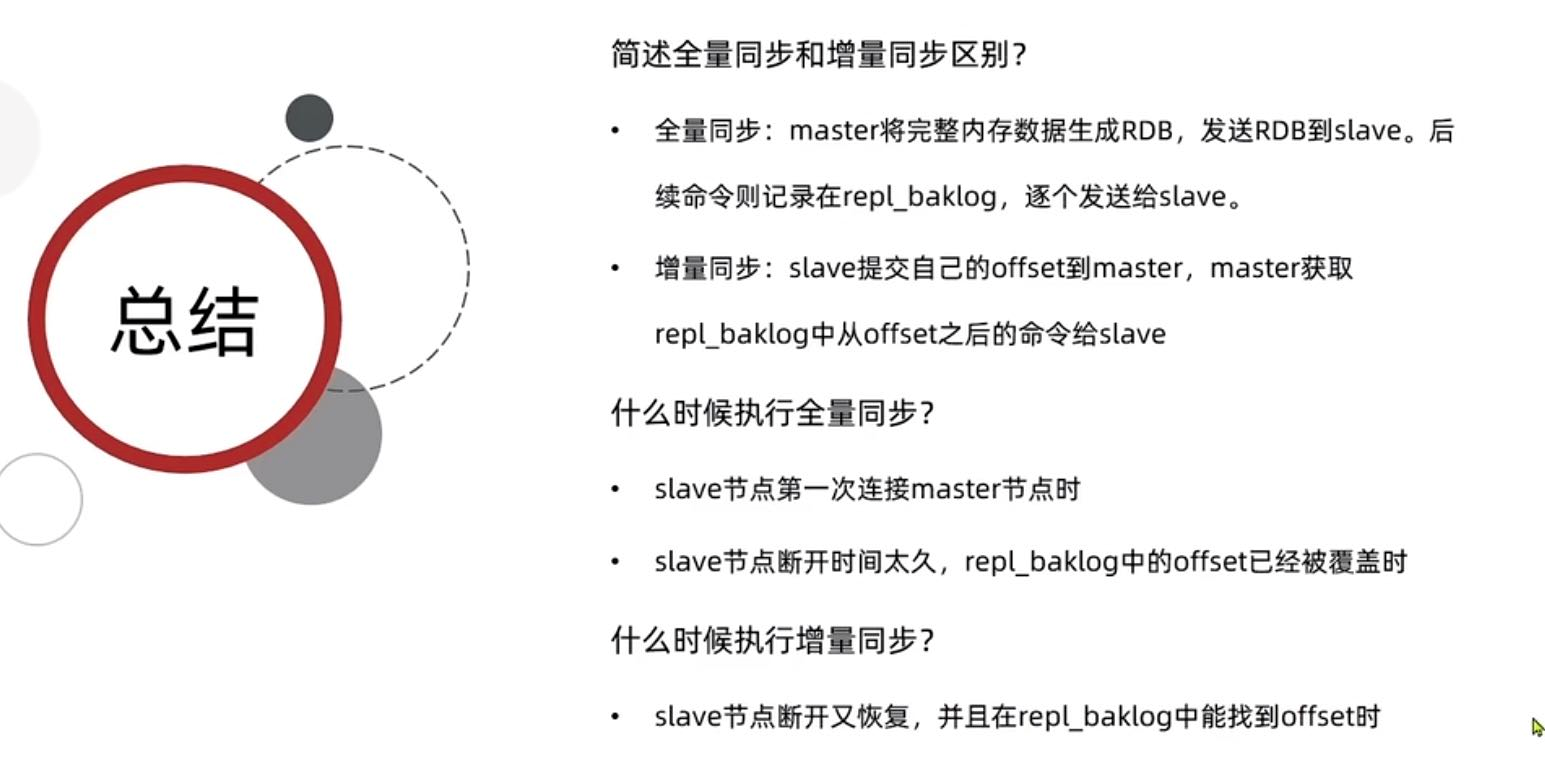 总结
简述全量同步和增量同步区别？
• 全量同步：master将完整内存数据生成RDB，发送RDB到slave。后
续命令则记录在repl_baklog，逐个发送给slave。
• 增量同步：slave提交自己的offset到master，master获取
repl_baklog中从offset之后的命令给slave
什么时候执行全量同步？
• slave节点第一次连接master节点时
• slave节点断开时间太久，repl_baklog中的offset已经被覆盖时
什么时候执行增量同步？
• slave节点断开又恢复，并且在repl_baklog中能找到offset时